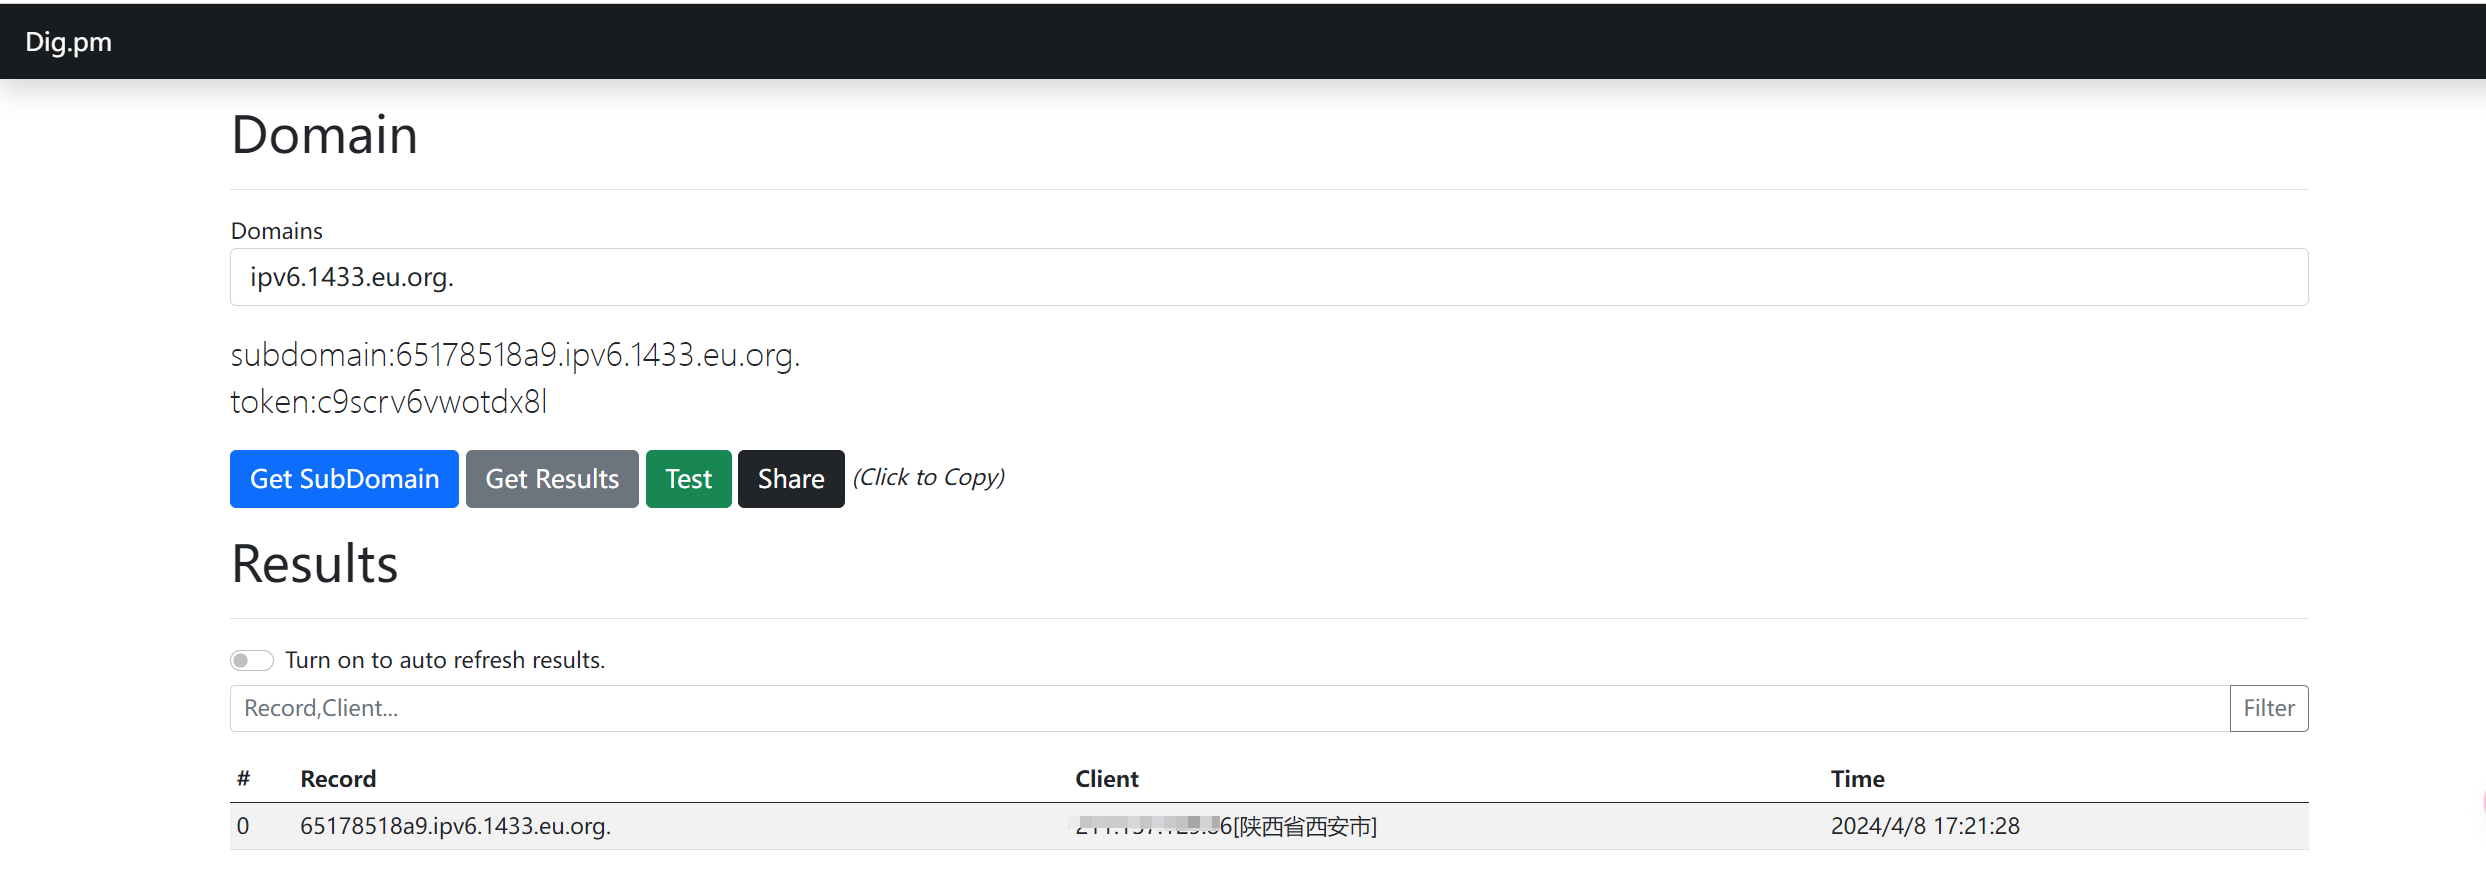 Dig.pm
Domain
Domains
ipv6.1433.eu.org.
subdomain:65178518a9.ipv6.1433.eu.org.
token:c9scrv6vwotdx8l
Get SubDomain Get Results Test Share (Click to Copy)
Results
Turn on to auto refresh results.
Record,Client... Filter
# Record Client Time
0 65178518a9.ipv6.1433.eu.org. [陕西省西安市] 2024/4/8 17:21:28